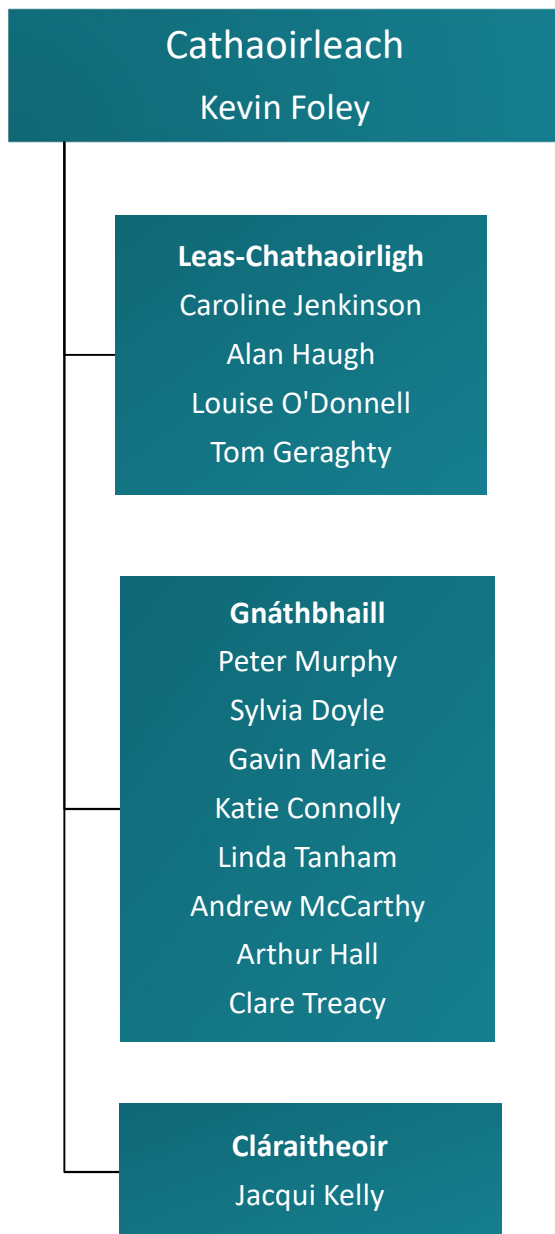 Cathaoirleach
Kevin Foley
Leas-Chathaoirligh
Caroline Jenkinson
Alan Haugh
Louise O'Donnell
Tom Geraghty
Gnáthbhaill
Peter Murphy
Sylvia Doyle
Gavin Marie
Katie Connolly
Linda Tanham
Andrew McCarthy
Arthur Hall
Clare Treacy
Cláraitheoir
Jacqui Kelly